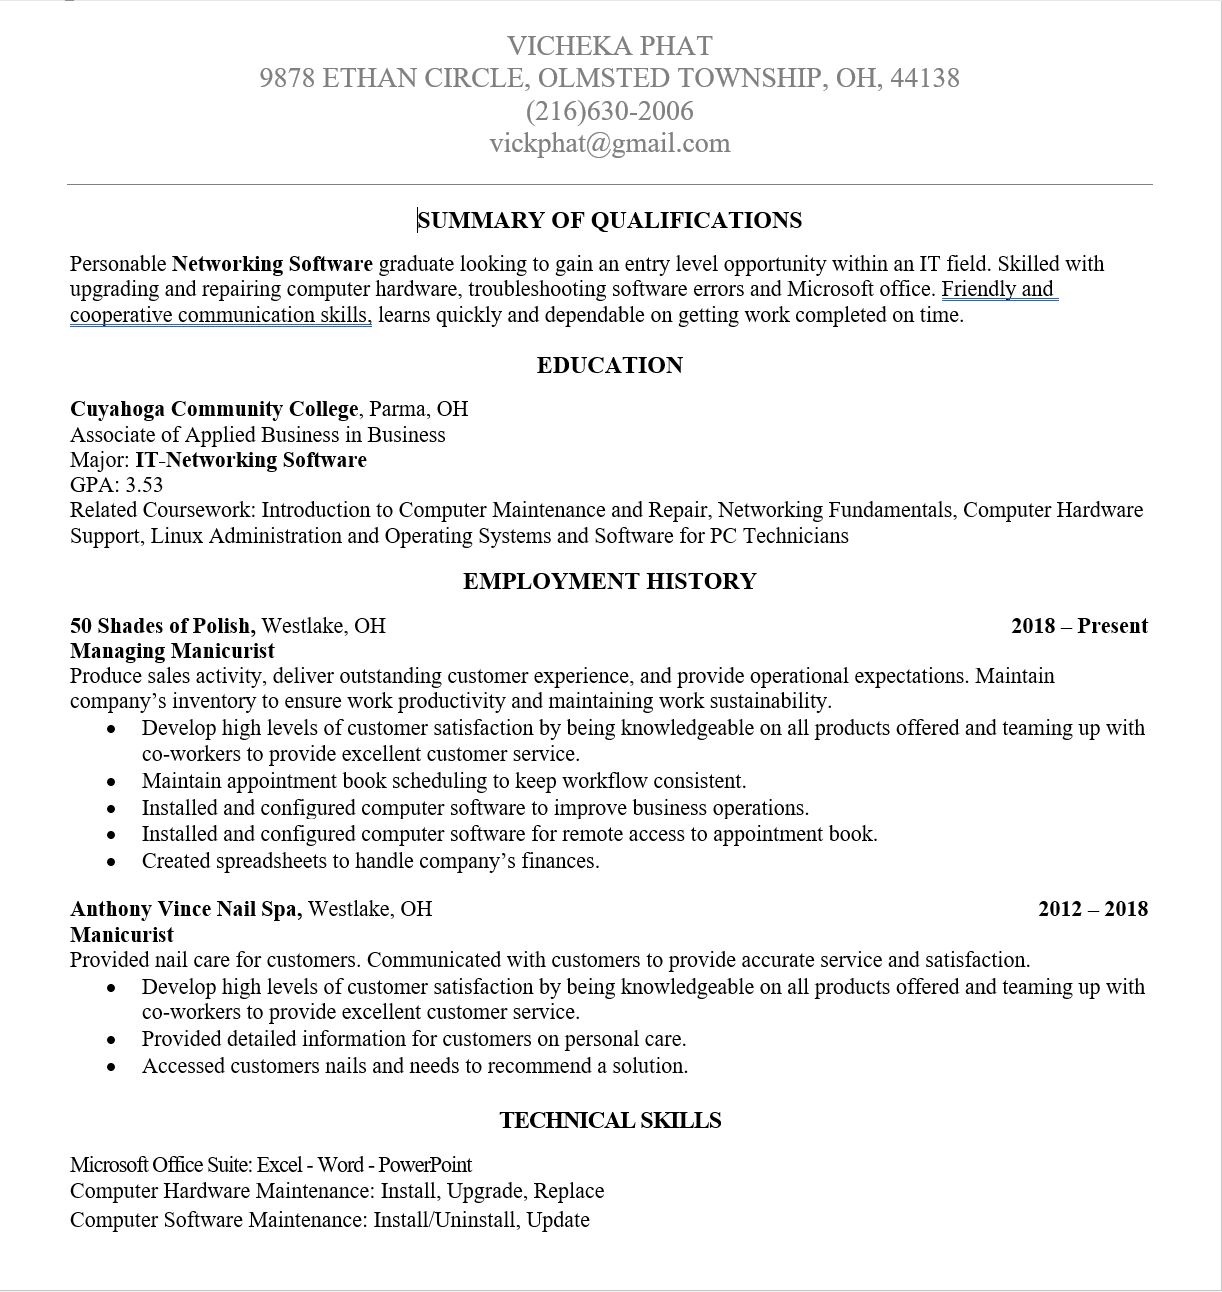 VICHEKA PHAT
9878 ETHAN CIRCLE, OLMSTED TOWNSHIP, OH, 44138
(216)630-2006
vickphat@gmail.com
SUMMARY OF QUALIFICATIONS
Personable Networking Software graduate looking to gain an entry level opportunity within an IT field. Skilled with
upgrading and repairing computer hardware, troubleshooting software errors and Microsoft office. Friendly and
cooperative communication skills, learns quickly and dependable on getting work completed on time.
EDUCATION
Cuyahoga Community College, Parma, OH
Associate of Applied Business in Business
Major: IT-Networking Software
GPA: 3.53
Related Coursework: Introduction to Computer Maintenance and Repair, Networking Fundamentals, Computer Hardware
Support, Linux Administration and Operating Systems and Software for PC Technicians
EMPLOYMENT HISTORY
50 Shades of Polish, Westlake, OH 2018 – Present
Managing Manicurist
Produce sales activity, deliver outstanding customer experience, and provide operational expectations. Maintain
company’s inventory to ensure work productivity and maintaining work sustainability.
• Develop high levels of customer satisfaction by being knowledgeable on all products offered and teaming up with
co-workers to provide excellent customer service.
• Maintain appointment book scheduling to keep workflow consistent.
• Installed and configured computer software to improve business operations.
• Installed and configured computer software for remote access to appointment book.
• Created spreadsheets to handle company’s finances.
Anthony Vince Nail Spa, Westlake, OH 2012 – 2018
Manicurist
Provided nail care for customers. Communicated with customers to provide accurate service and satisfaction.
• Develop high levels of customer satisfaction by being knowledgeable on all products offered and teaming up with
co-workers to provide excellent customer service.
• Provided detailed information for customers on personal care.
• Accessed customers nails and needs to recommend a solution.
TECHNICAL SKILLS
Microsoft Office Suite: Excel - Word - PowerPoint
Computer Hardware Maintenance: Install, Upgrade, Replace
Computer Software Maintenance: Install/Uninstall, Update